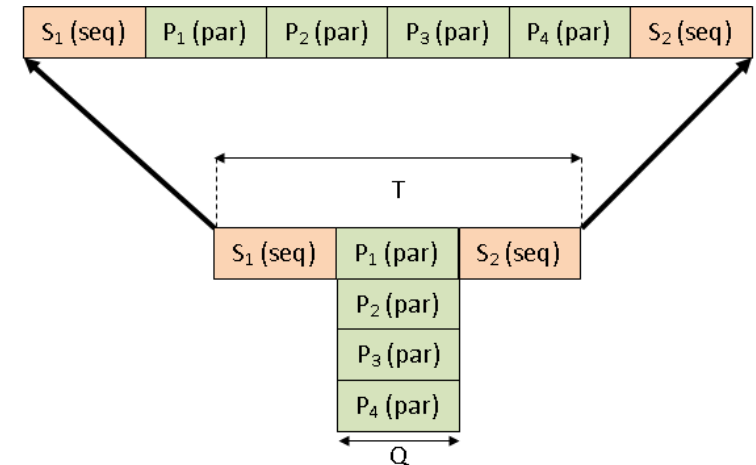 S₁ (seq) P₁ (par) P₂ (par) P₃ (par) P₄ (par) S₂ (seq)
T
S₁ (seq) P₁ (par) S₂ (seq)
P₂ (par)
P₃ (par)
P₄ (par)
Q